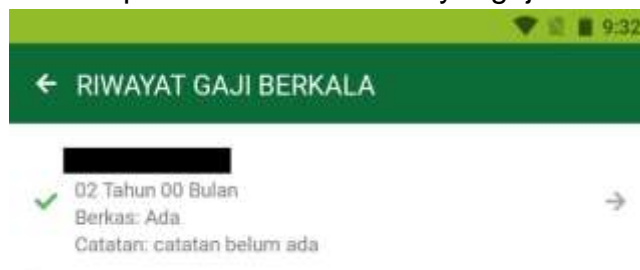 9:32
RIWAYAT GAJI BERKALA
02 Tahun 00 Bulan
Berkas: Ada
Catatan: catatan belum ada